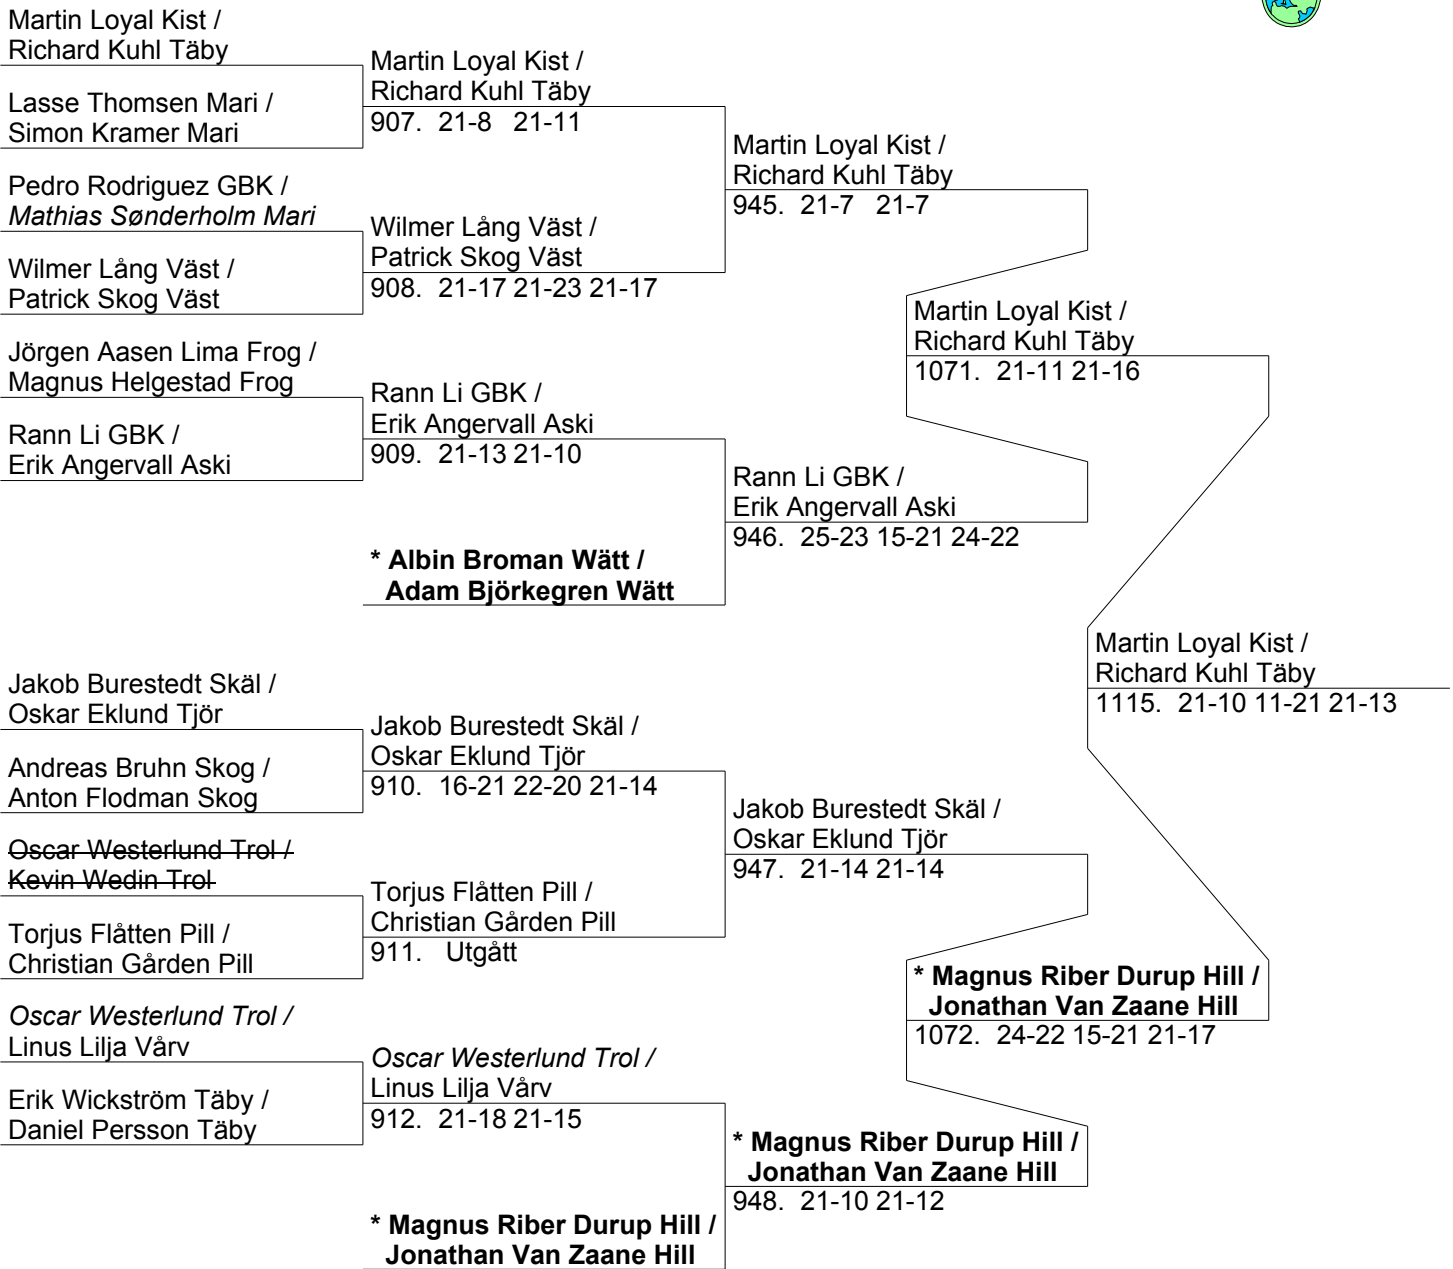 Martin Loyal Kist /
Richard Kuhl Täby
Lasse Thomsen Mari /
Simon Kramer Mari
Pedro Rodriguez GBK /
Mathias Sønderholm Mari
Wilmer Lång Väst /
Patrick Skog Väst
Jörgen Aasen Lima Frog /
Magnus Helgestad Frog
Rann Li GBK /
Erik Angervall Aski
Jakob Burestedt Skäl /
Oskar Eklund Tjör
Andreas Bruhn Skog /
Anton Flodman Skog
Oscar Westerlund Trol /
Kevin Wedin Trol
Torjus Flåtten Pill /
Christian Gården Pill
Oscar Westerlund Trol /
Linus Lilja Vårv
Erik Wickström Täby /
Daniel Persson Täby
Martin Loyal Kist /
Richard Kuhl Täby
907. 21-8 21-11
Wilmer Lång Väst /
Patrick Skog Väst
908. 21-17 21-23 21-17
Rann Li GBK /
Erik Angervall Aski
909. 21-13 21-10
* Albin Broman Wätt /
Adam Björkegren Wätt
Jakob Burestedt Skäl /
Oskar Eklund Tjör
910. 16-21 22-20 21-14
Torjus Flåtten Pill /
Christian Gården Pill
911. Utgått
Oscar Westerlund Trol /
Linus Lilja Vårv
912. 21-18 21-15
* Magnus Riber Durup Hill /
Jonathan Van Zaane Hill
Martin Loyal Kist /
Richard Kuhl Täby
945. 21-7 21-7
Rann Li GBK /
Erik Angervall Aski
946. 25-23 15-21 24-22
Jakob Burestedt Skäl /
Oskar Eklund Tjör
947. 21-14 21-14
* Magnus Riber Durup Hill /
Jonathan Van Zaane Hill
948. 21-10 21-12
Martin Loyal Kist /
Richard Kuhl Täby
1071. 21-11 21-16
* Magnus Riber Durup Hill /
Jonathan Van Zaane Hill
1072. 24-22 15-21 21-17
Martin Loyal Kist /
Richard Kuhl Täby
1115. 21-10 11-21 21-13